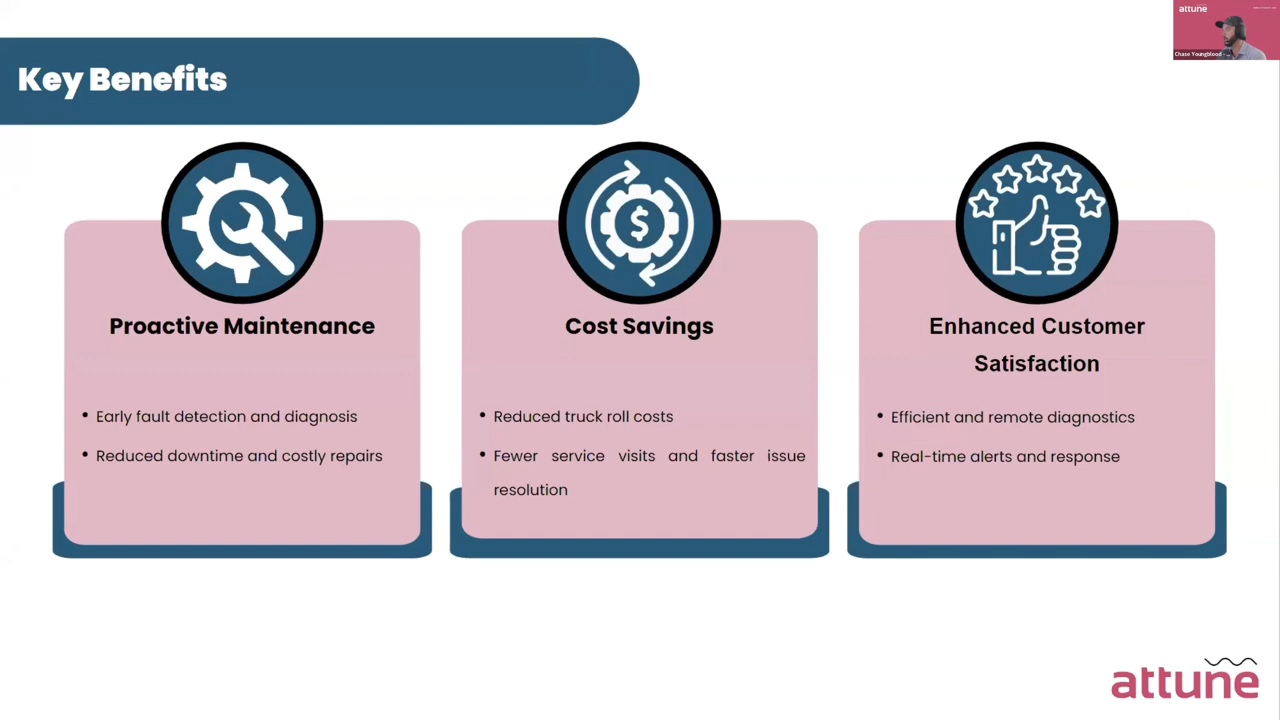 attune
Chase Youngblood
Key Benefits
$
Proactive Maintenance
• Early fault detection and diagnosis
• Reduced downtime and costly repairs
Cost Savings
• Reduced truck roll costs
• Fewer service visits and faster issue
resolution
Enhanced Customer
Satisfaction
• Efficient and remote diagnostics
• Real-time alerts and response
attune